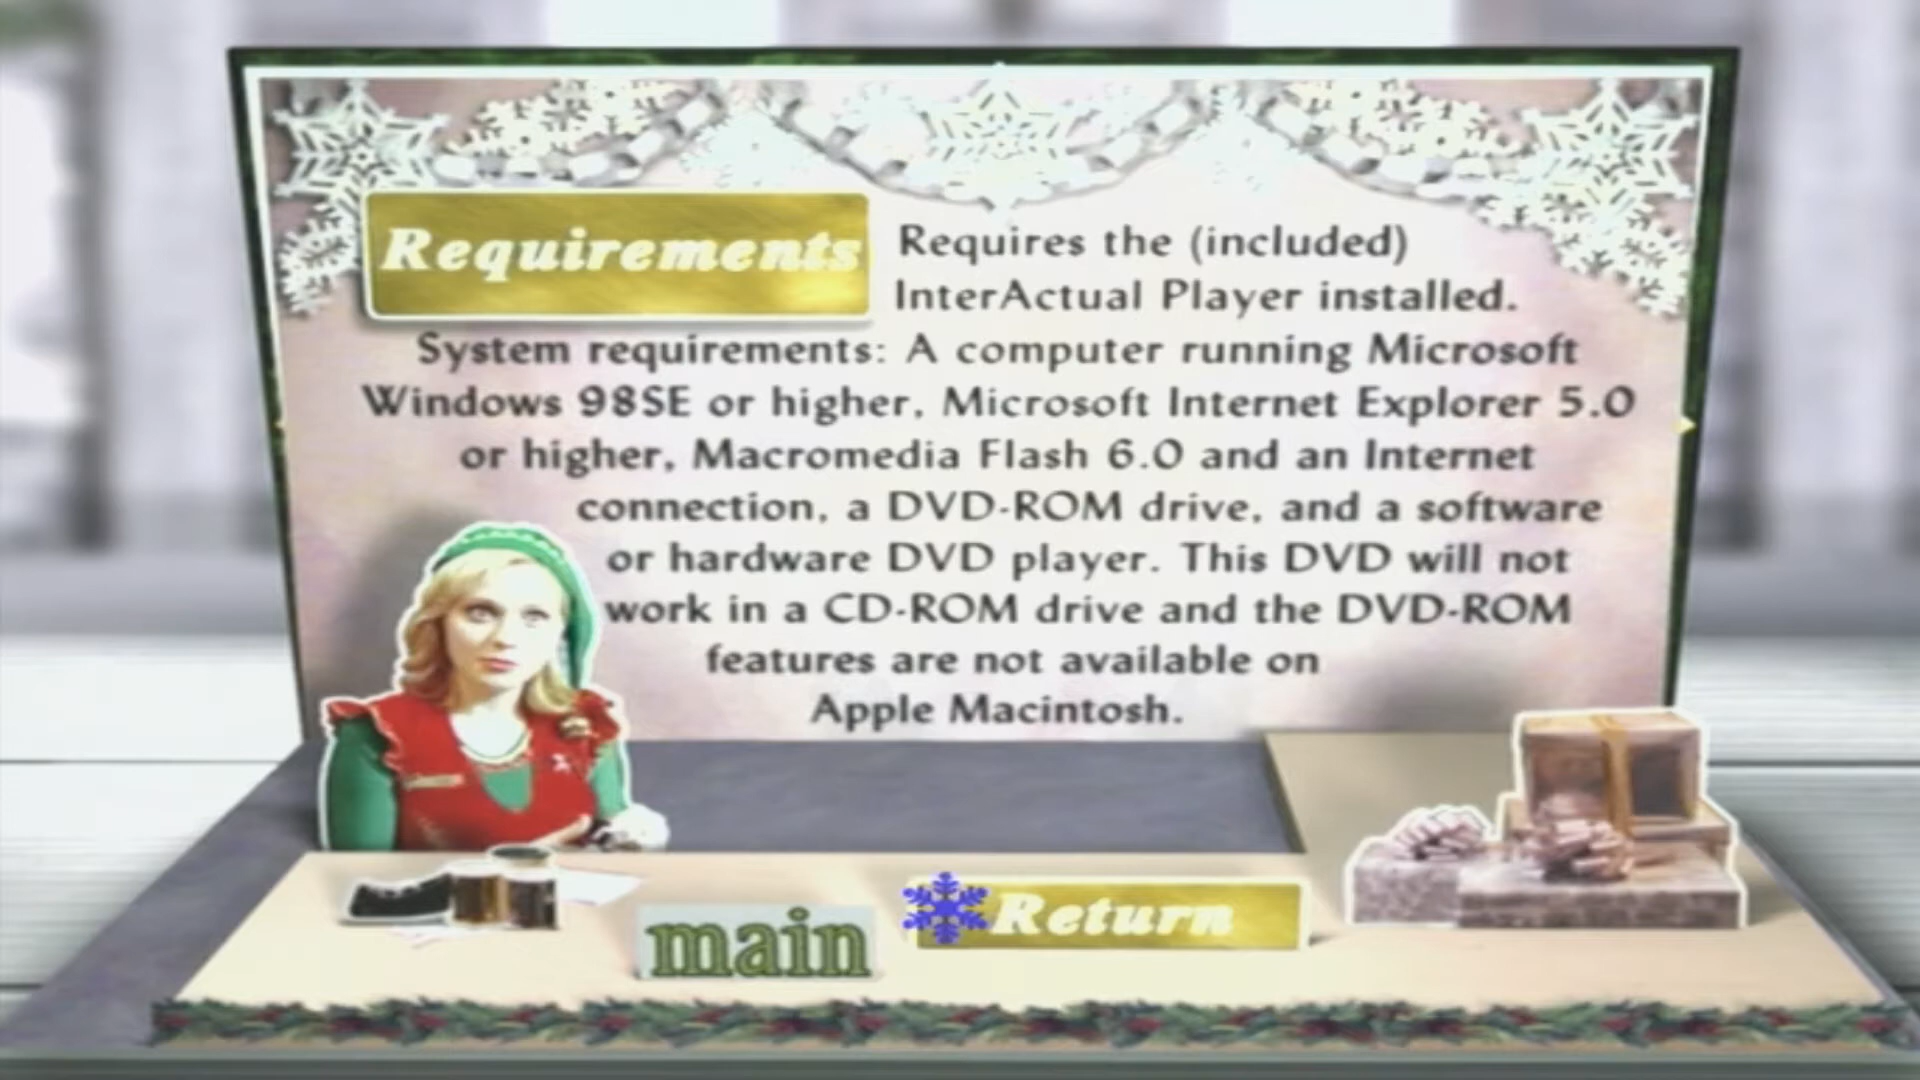 Requirements
Requires the (included)
InterActual Player installed.
System requirements: A computer running Microsoft
Windows 98SE or higher, Microsoft Internet Explorer 5.0
or higher, Macromedia Flash 6.0 and an Internet
connection, a DVD-ROM drive, and a software
or hardware DVD player. This DVD will not
work in a CD-ROM drive and the DVD-ROM
features are not available on
Apple Macintosh.
main
Return